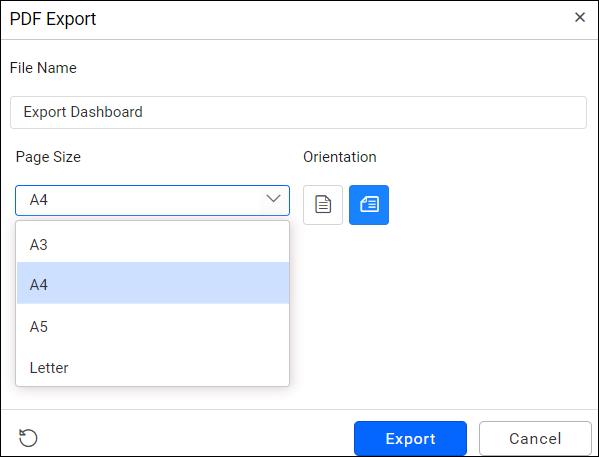 PDF Export
File Name
Export Dashboard
Page Size
Orientation
A4
A3
A4
A5
Letter
Export
Cancel